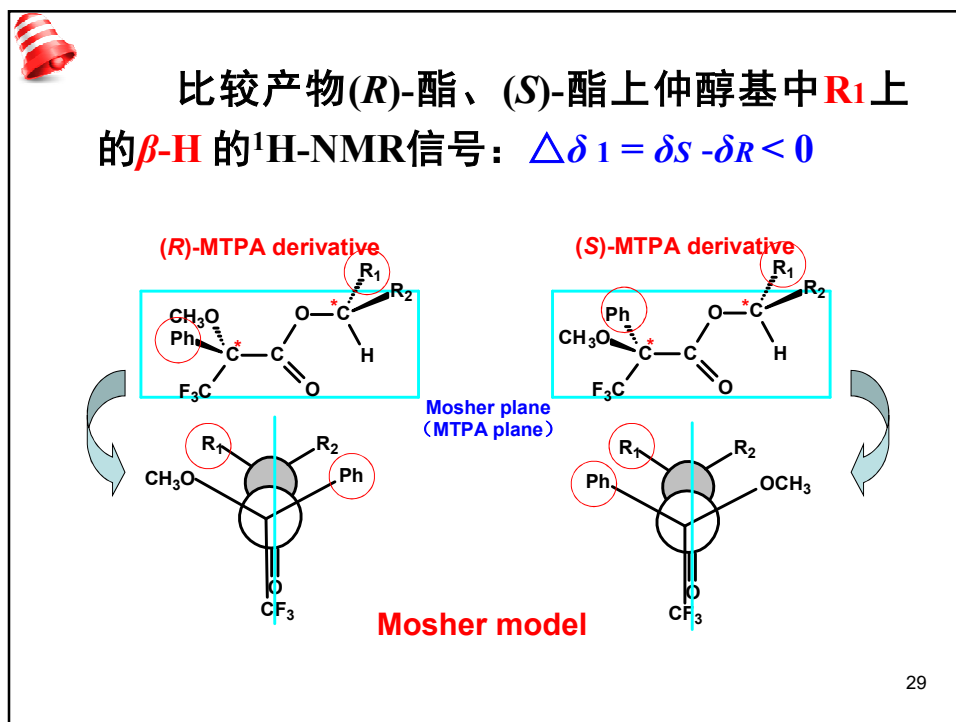 比较产物(R)-酯、(S)-酯上仲醇基中R1上
的β-H 的¹H-NMR信号：△δ 1 = δS -δR < 0
(R)-MTPA derivative
(S)-MTPA derivative
R₁
R₂
CH₃O
Ph
*
*
O
C
C
C
H
F₃C
O
R₁
R₂
Ph
CH₃O
*
*
O
C
C
C
H
F₃C
O
Mosher plane
（MTPA plane）
R₁
R₂
CH₃O
Ph
O
CF₃
R₁
R₂
Ph
OCH₃
O
CF₃
Mosher model
29